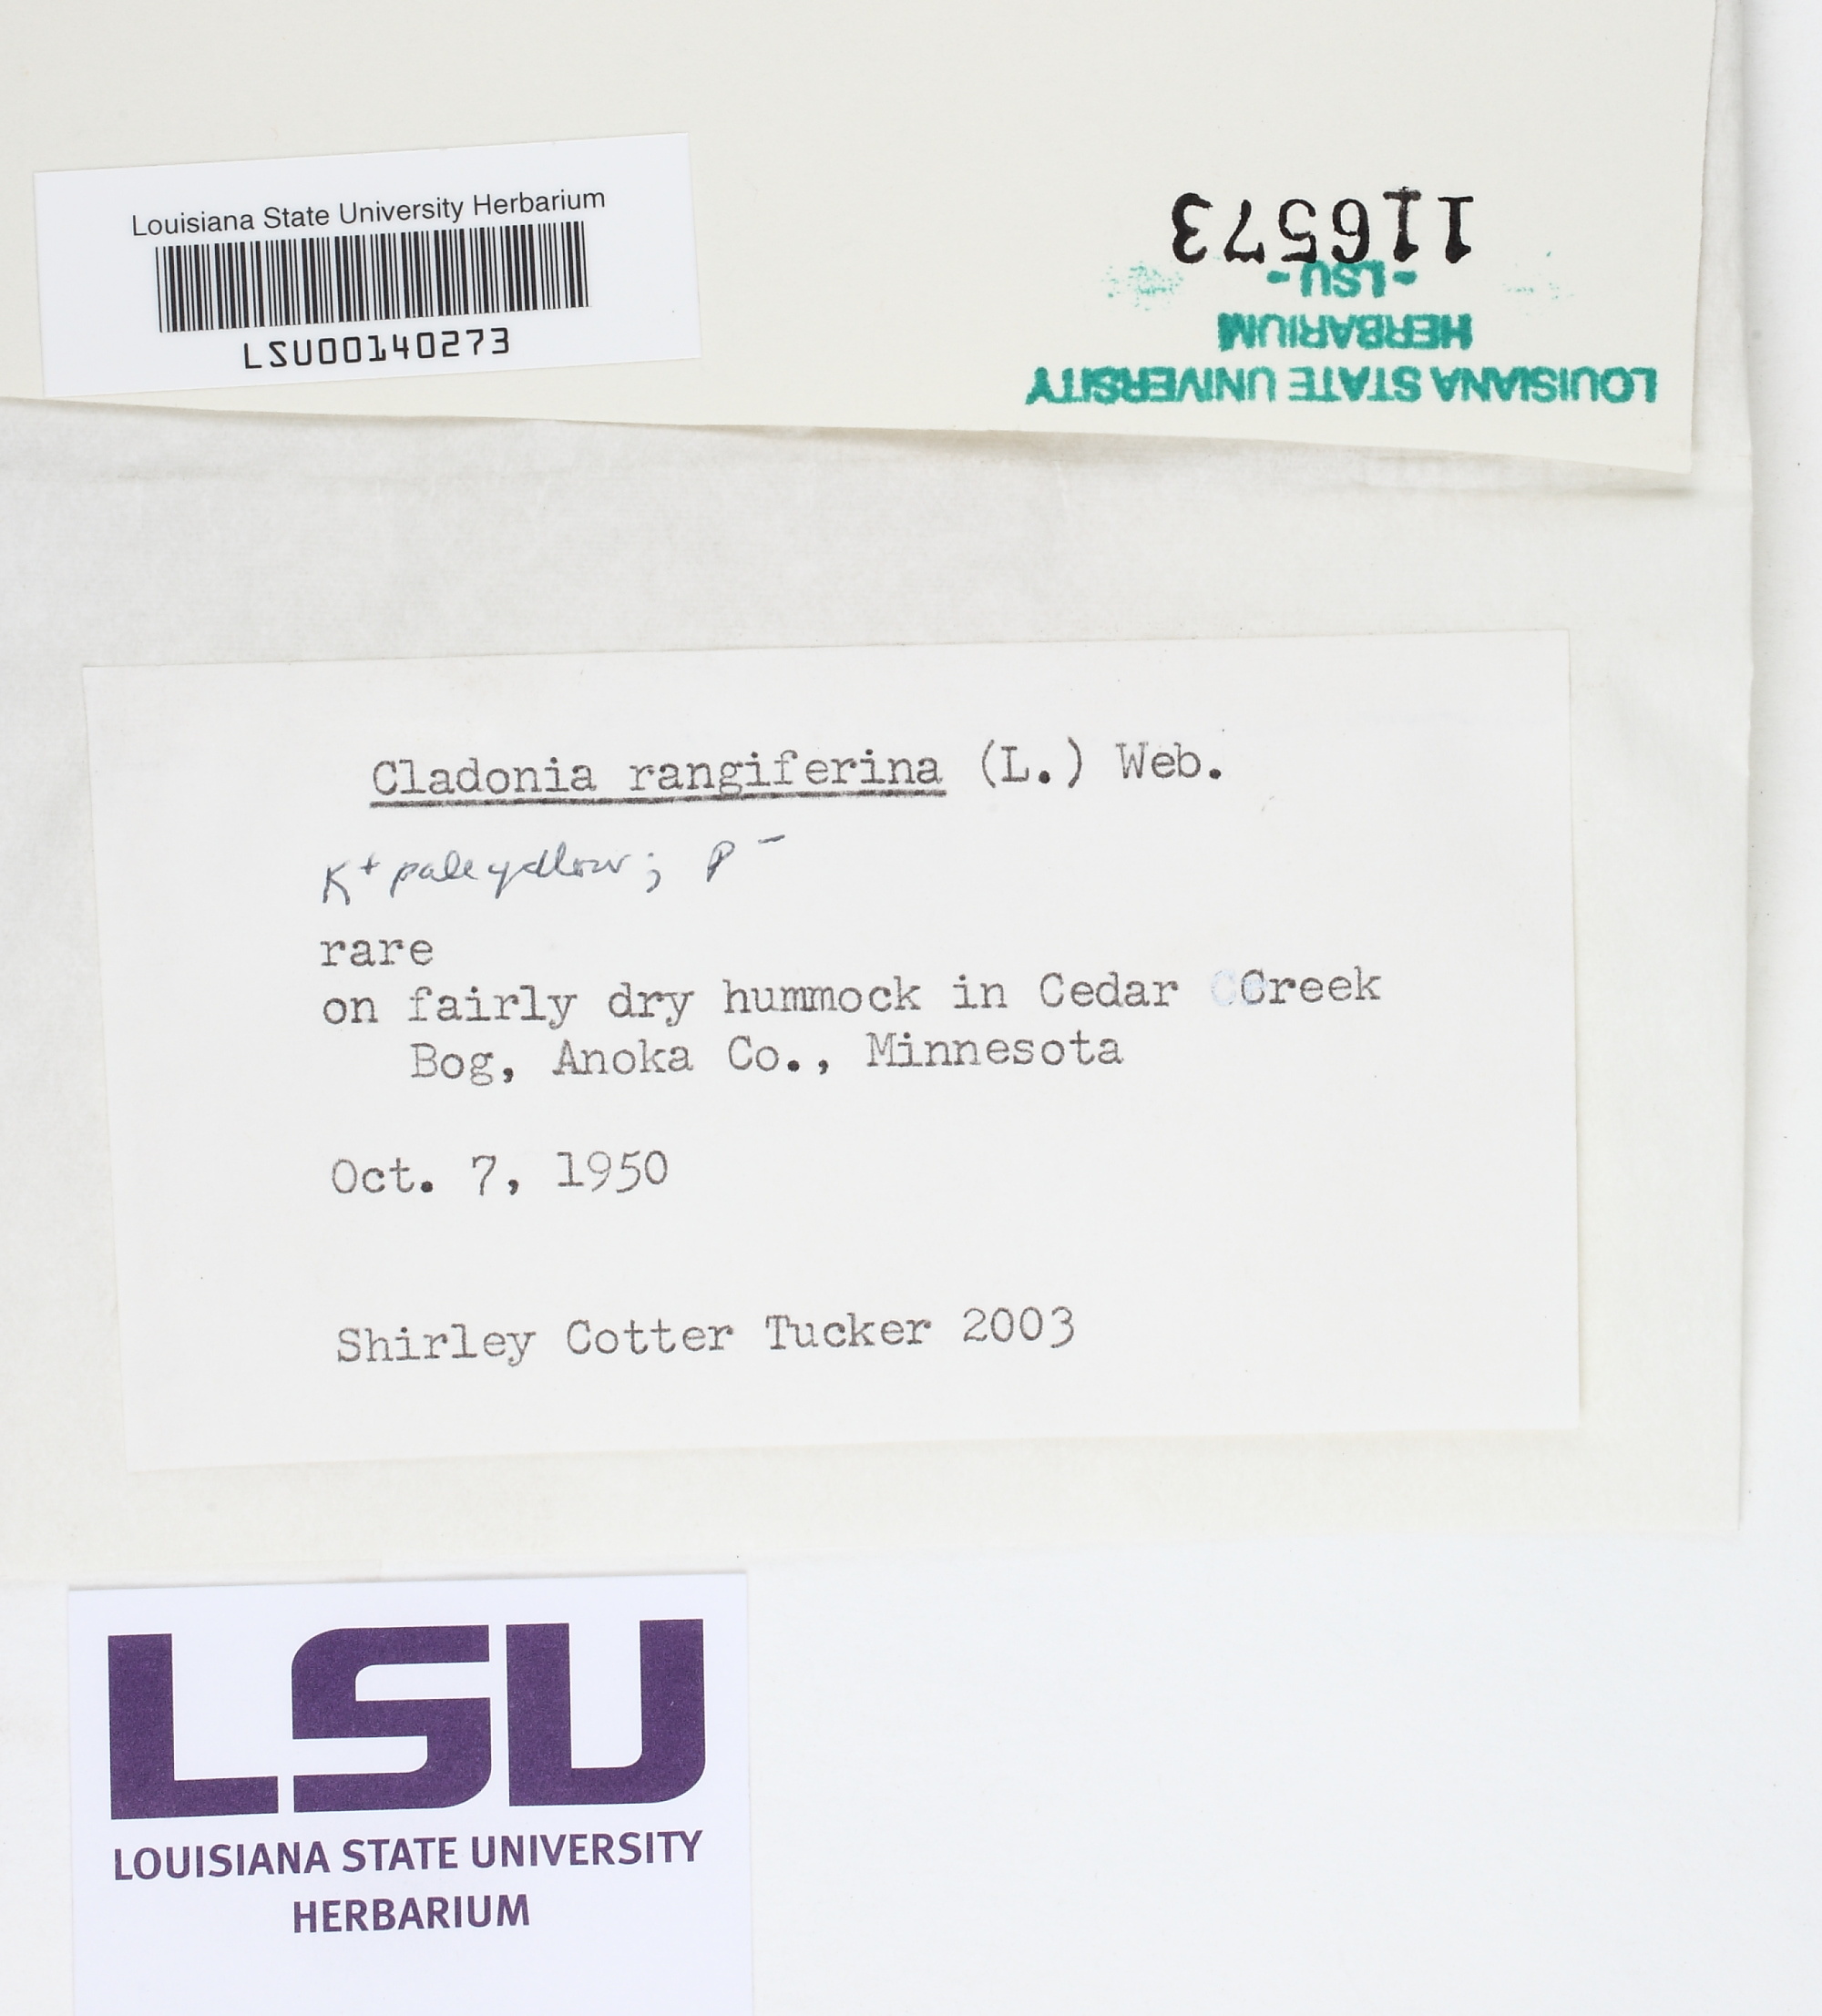 Louisiana State University Herbarium
LSU00140273
116573
- LSU -
HERBARIUM
LOUISIANA STATE UNIVERSITY
Cladonia rangiferina (L.) Web.
K+ pale yellow; P-
rare
on fairly dry hummock in Cedar Creek
Bog, Anoka Co., Minnesota
Oct. 7, 1950
Shirley Cotter Tucker 2003
LSU
LOUISIANA STATE UNIVERSITY
HERBARIUM